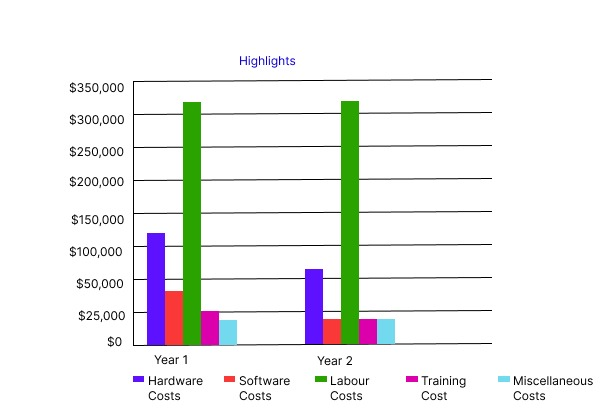 Highlights
$350,000
$300,000
$250,000
$200,000
$150,000
$100,000
$50,000
$25,000
$0
Year 1
Year 2
Hardware Costs
Software Costs
Labour Costs
Training Cost
Miscellaneous Costs